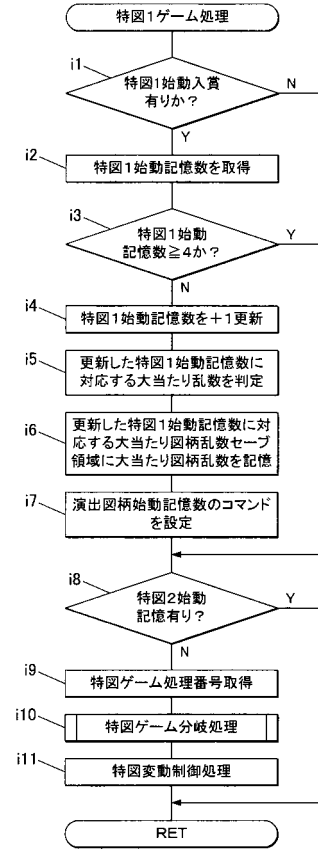 特図1ゲーム処理
i1
特図1始動入賞
有りか？
N
Y
i2
特図1始動記憶数を取得
i3
特図1始動
記憶数≧4か？
Y
N
i4
特図1始動記憶数を＋1更新
i5
更新した特図1始動記憶数に
対応する大当たり乱数を判定
i6
更新した特図1始動記憶数に対
応する大当たり図柄乱数セーブ
領域に大当たり図柄乱数を記憶
i7
演出図柄始動記憶数のコマンド
を設定
i8
特図2始動
記憶有り？
Y
N
i9
特図ゲーム処理番号取得
i10
特図ゲーム分岐処理
i11
特図変動制御処理
RET